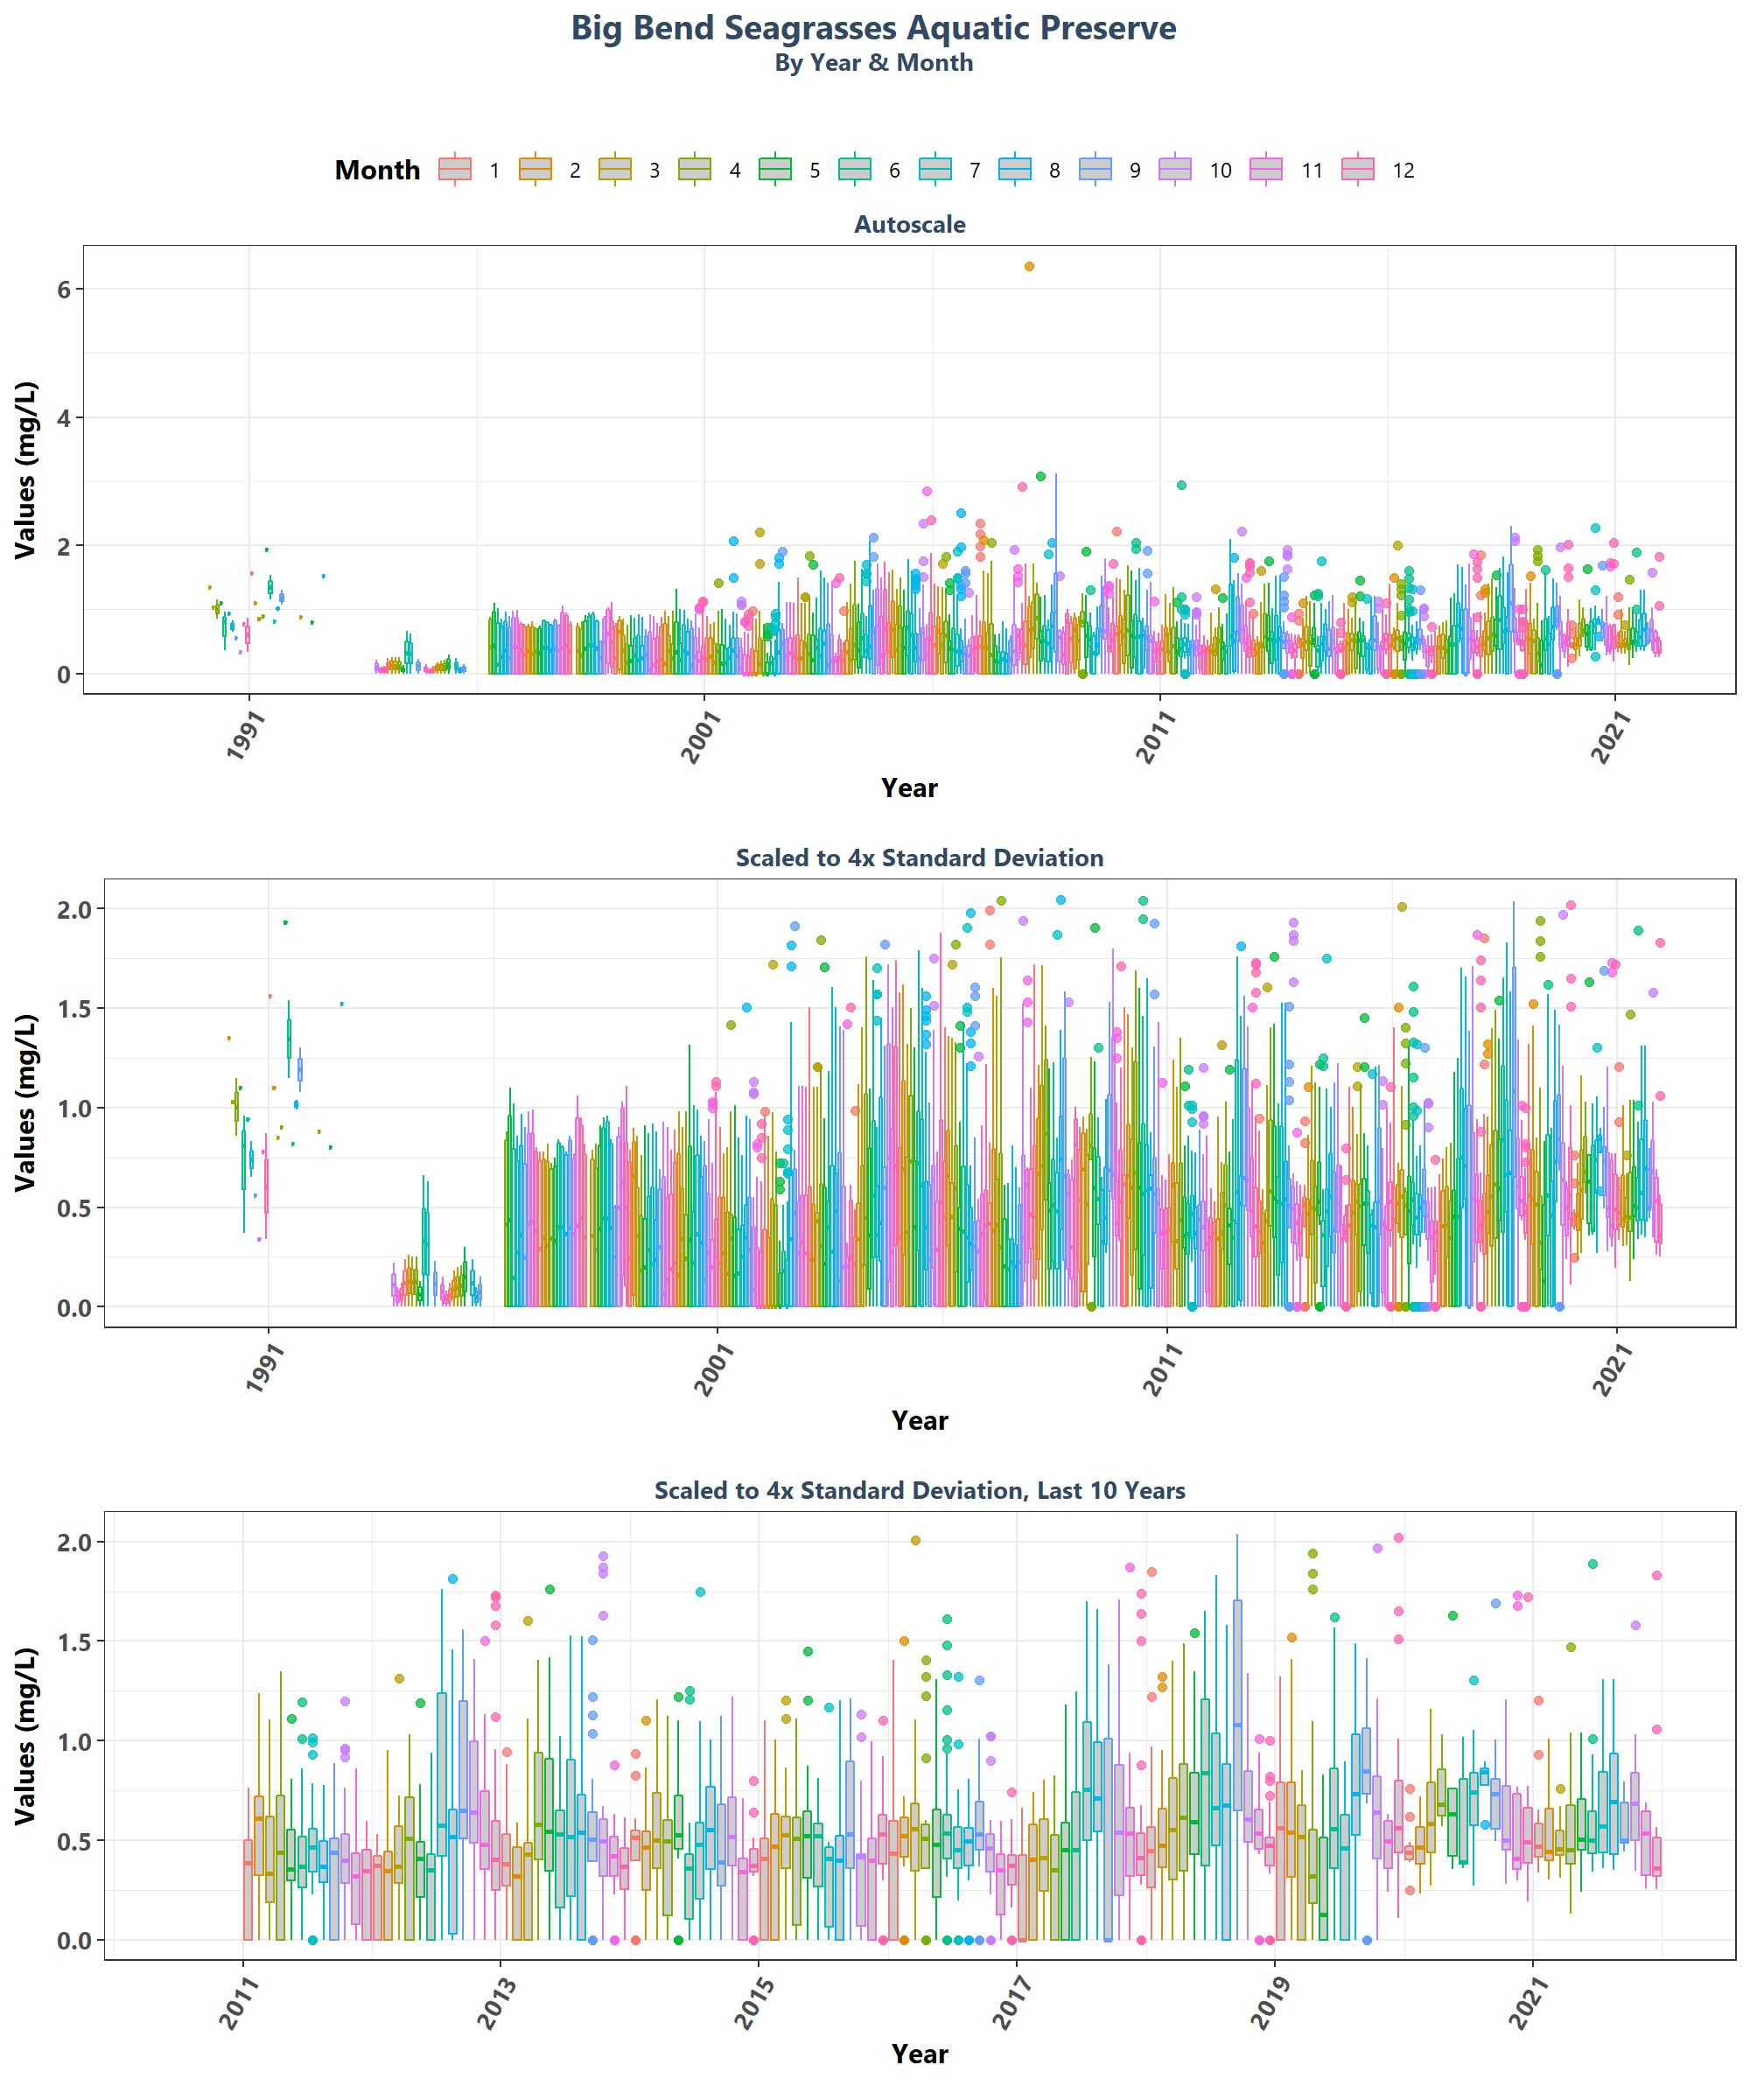 Big Bend Seagrasses Aquatic Preserve
By Year & Month
Month 1 2 3 4 5 6 7 8 9 10 11 12
Autoscale
Values (mg/L)
6
4
2
0
1991 2001 2011 2021
Year
Scaled to 4x Standard Deviation
Values (mg/L)
2.0
1.5
1.0
0.5
0.0
1991 2001 2011 2021
Year
Scaled to 4x Standard Deviation, Last 10 Years
Values (mg/L)
2.0
1.5
1.0
0.5
0.0
2011 2013 2015 2017 2019 2021
Year